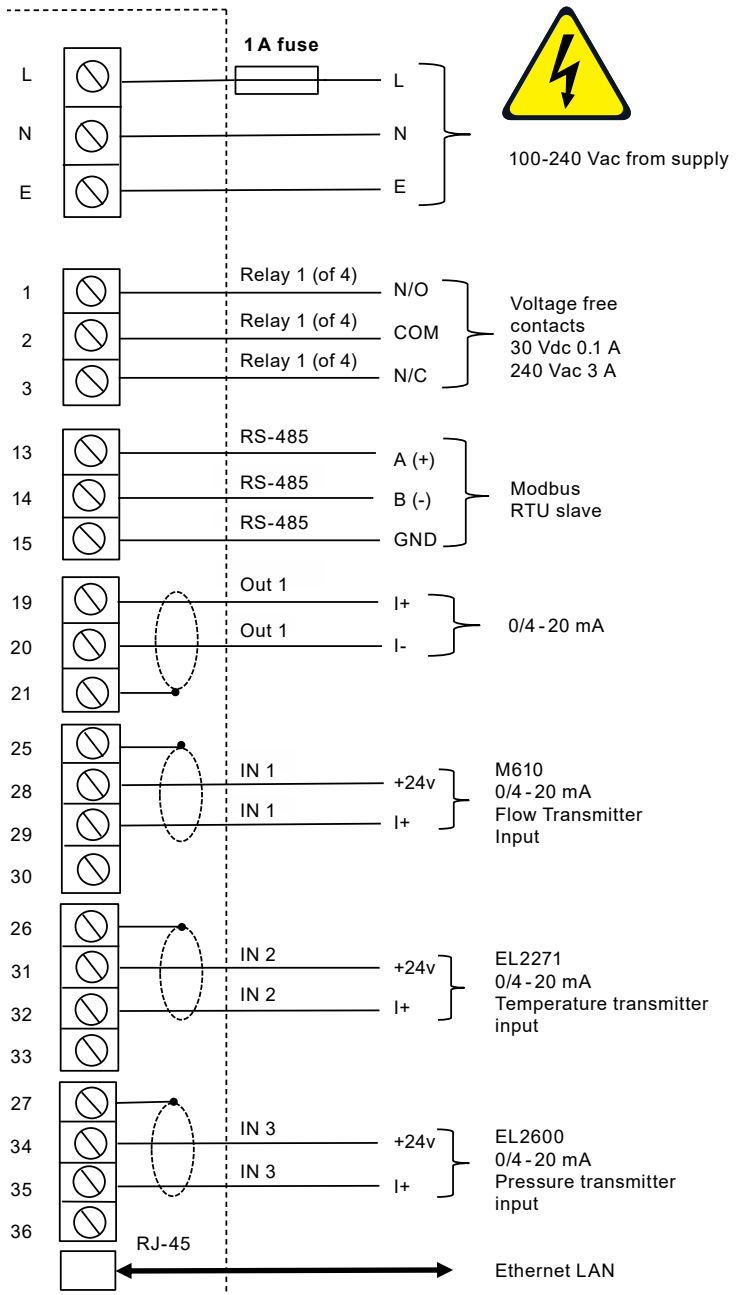 1 A fuse
L
L
N
N
100-240 Vac from supply
E
E
Relay 1 (of 4)
1
N/O
Relay 1 (of 4)
2
COM
Relay 1 (of 4)
3
N/C
Voltage free
contacts
30 Vdc 0.1 A
240 Vac 3 A
RS-485
13
A (+)
RS-485
14
B (-)
RS-485
15
GND
Modbus
RTU slave
Out 1
19
I+
Out 1
20
I-
0/4-20 mA
21
25
IN 1
28
+24v
IN 1
29
I+
30
M610
0/4-20 mA
Flow Transmitter
Input
26
IN 2
31
+24v
IN 2
32
I+
33
EL2271
0/4-20 mA
Temperature transmitter
input
27
IN 3
34
+24v
IN 3
35
I+
36
EL2600
0/4-20 mA
Pressure transmitter
input
RJ-45
Ethernet LAN